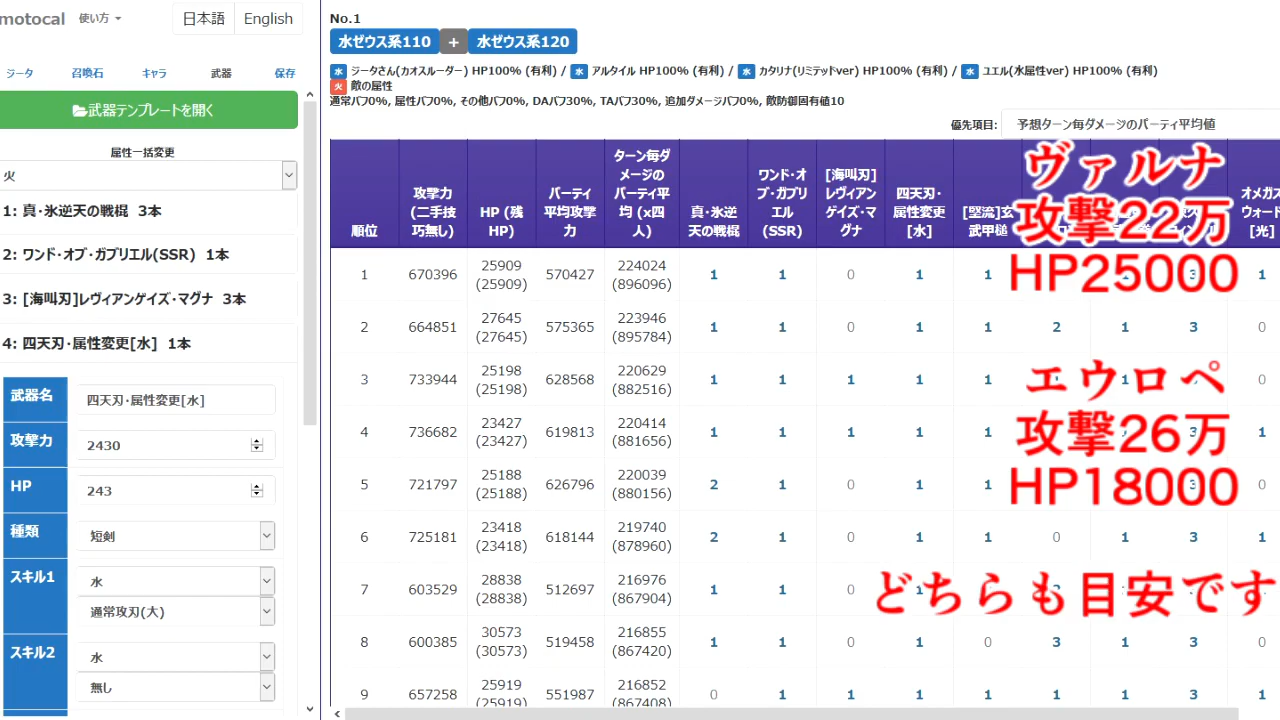 motocal 使い方
日本語 English
ジータ 召喚石 キャラ 武器 保存
武器テンプレートを開く
属性一括変更
火
1: 真・氷逆天の戦棍 3本
2: ワンド・オブ・ガブリエル(SSR) 1本
3: [海叫刃]レヴィアンゲイズ・マグナ 3本
4: 四天刃・属性変更[水] 1本
武器名 四天刃・属性変更[水]
攻撃力 2430
HP 243
種類 短剣
スキル1 水
通常攻刃(大)
スキル2 水
無し
No.1
水ゼウス系110 + 水ゼウス系120
水 ジータさん(カオスルーダー) HP100% (有利) / 水 アルタイル HP100% (有利) / 水 カタリナ(リミテッドver) HP100% (有利) / 水 ユエル(水属性ver) HP100% (有利)
火 敵の属性
通常バフ0%, 属性バフ0%, その他バフ0%, DAバフ30%, TAバフ30%, 追加ダメージバフ0%, 敵防御固有値10
優先項目: 予想ターン毎ダメージのパーティ平均値
順位 攻撃力(二手技巧無し) HP (残HP) パーティ平均攻撃力 ターン毎ダメージのパーティ平均 (x四人) 真・氷逆天の戦棍 ワンド・オブ・ガブリエル(SSR) [海叫刃]レヴィアンゲイズ・マグナ 四天刃・属性変更[水] [堅流]玄武甲槌 オメガスウォード[光]
1 670396 25909 (25909) 570427 224024 (896096) 1 1 0 1 1 1 3 1
2 664851 27645 (27645) 575365 223946 (895784) 1 1 0 1 1 2 1 3 0
3 733944 25198 (25198) 628568 220629 (882516) 1 1 1 1 1 1 0
4 736682 23427 (23427) 619813 220414 (881656) 1 1 1 1 1 1 3 1
5 721797 25188 (25188) 626796 220039 (880156) 2 1 0 1 1 1 3 0
6 725181 23418 (23418) 618144 219740 (878960) 2 1 0 1 1 0 1 3 1
7 603529 28838 (28838) 512697 216976 (867904) 1 1 0 1 1
8 600385 30573 (30573) 519458 216855 (867420) 1 1 0 1 0 3 1 3 0
9 657258 25919 (25919) 551987 216852 (867408) 0 1 1 1 1 1 1 3 1
ヴァルナ
攻撃22万
HP25000
エウロペ
攻撃26万
HP18000
どちらも目安です